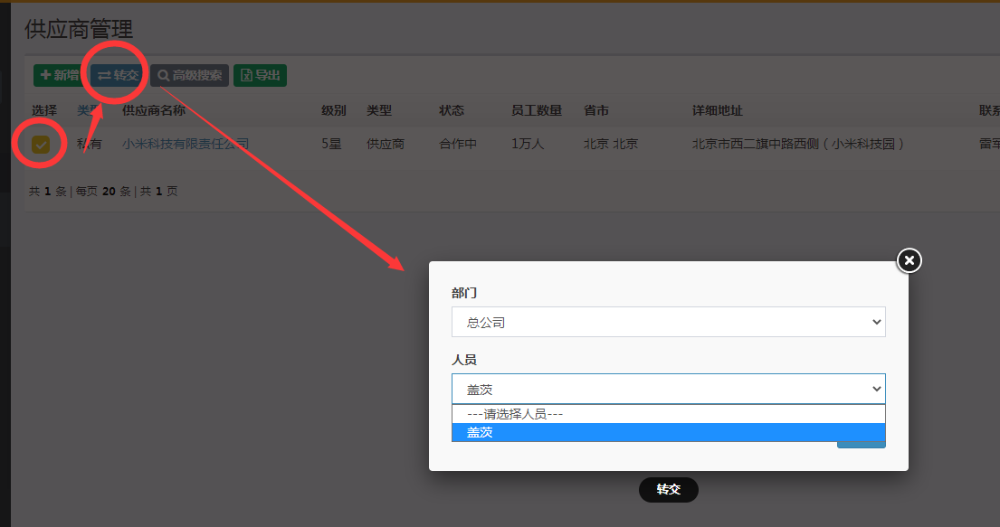 供应商管理
新增 转交 高级搜索 导出
选择 类型 供应商名称 级别 类型 状态 员工数量 省市 详细地址 联系
私有 小米科技有限责任公司 5星 供应商 合作中 1万人 北京 北京 北京市西二旗中路西侧（小米科技园） 雷军
共 1 条 | 每页 20 条 | 共 1 页
部门
总公司
人员
盖茨
---请选择人员---
盖茨
转交